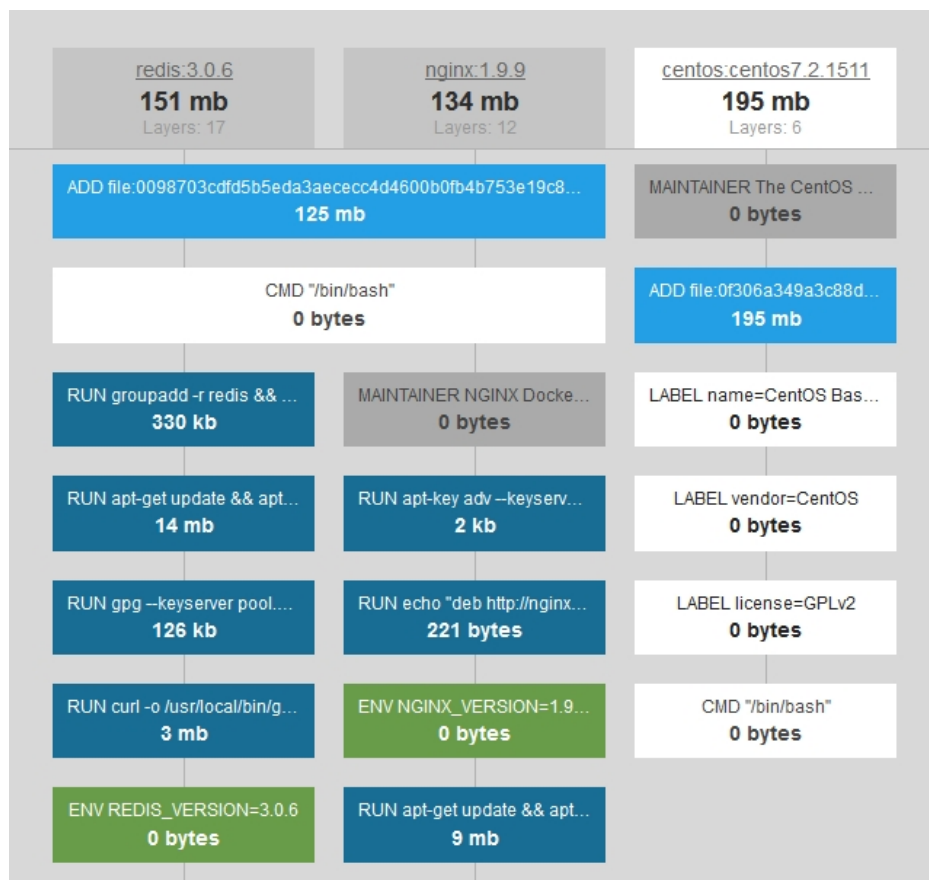 redis:3.0.6
151 mb
Layers: 17
nginx:1.9.9
134 mb
Layers: 12
centos:centos7.2.1511
195 mb
Layers: 6
ADD file:0098703cdfd5b5eda3aececc4d4600b0fb4b753e19c8...
125 mb
MAINTAINER The CentOS ...
0 bytes
CMD "/bin/bash"
0 bytes
ADD file:0f306a349a3c88d...
195 mb
RUN groupadd -r redis && ...
330 kb
MAINTAINER NGINX Docke...
0 bytes
LABEL name=CentOS Bas...
0 bytes
RUN apt-get update && apt...
14 mb
RUN apt-key adv --keyserv...
2 kb
LABEL vendor=CentOS
0 bytes
RUN gpg --keyserver pool....
126 kb
RUN echo "deb http://nginx...
221 bytes
LABEL license=GPLv2
0 bytes
RUN curl -o /usr/local/bin/g...
3 mb
ENV NGINX_VERSION=1.9...
0 bytes
CMD "/bin/bash"
0 bytes
ENV REDIS_VERSION=3.0.6
0 bytes
RUN apt-get update && apt...
9 mb